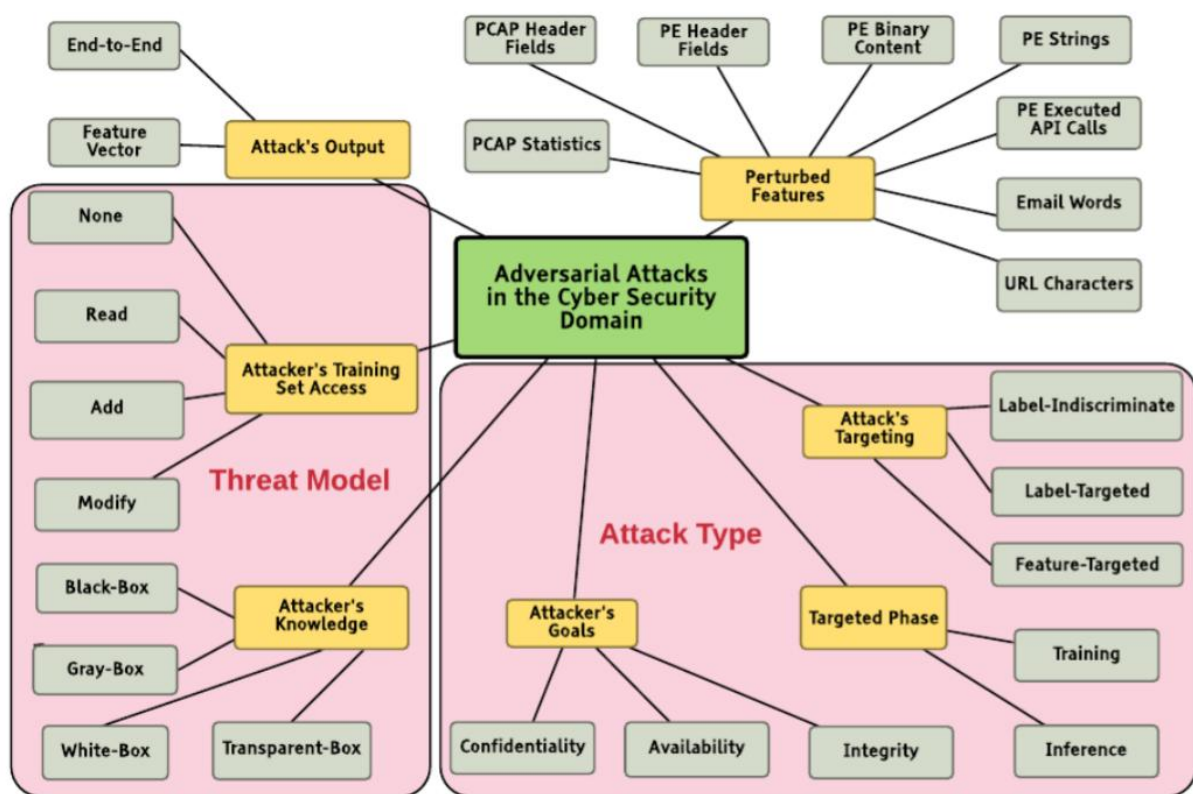 End-to-End
Feature
Vector
Attack's Output
PCAP Header
Fields
PE Header
Fields
PE Binary
Content
PE Strings
PCAP Statistics
PE Executed
API Calls
Perturbed
Features
Email Words
URL Characters
Adversarial Attacks
in the Cyber Security
Domain
None
Read
Add
Modify
Attacker's Training
Set Access
Threat Model
Black-Box
Gray-Box
White-Box
Transparent-Box
Attacker's
Knowledge
Attack's
Targeting
Label-Indiscriminate
Label-Targeted
Feature-Targeted
Attack Type
Attacker's
Goals
Targeted Phase
Training
Inference
Confidentiality
Availability
Integrity